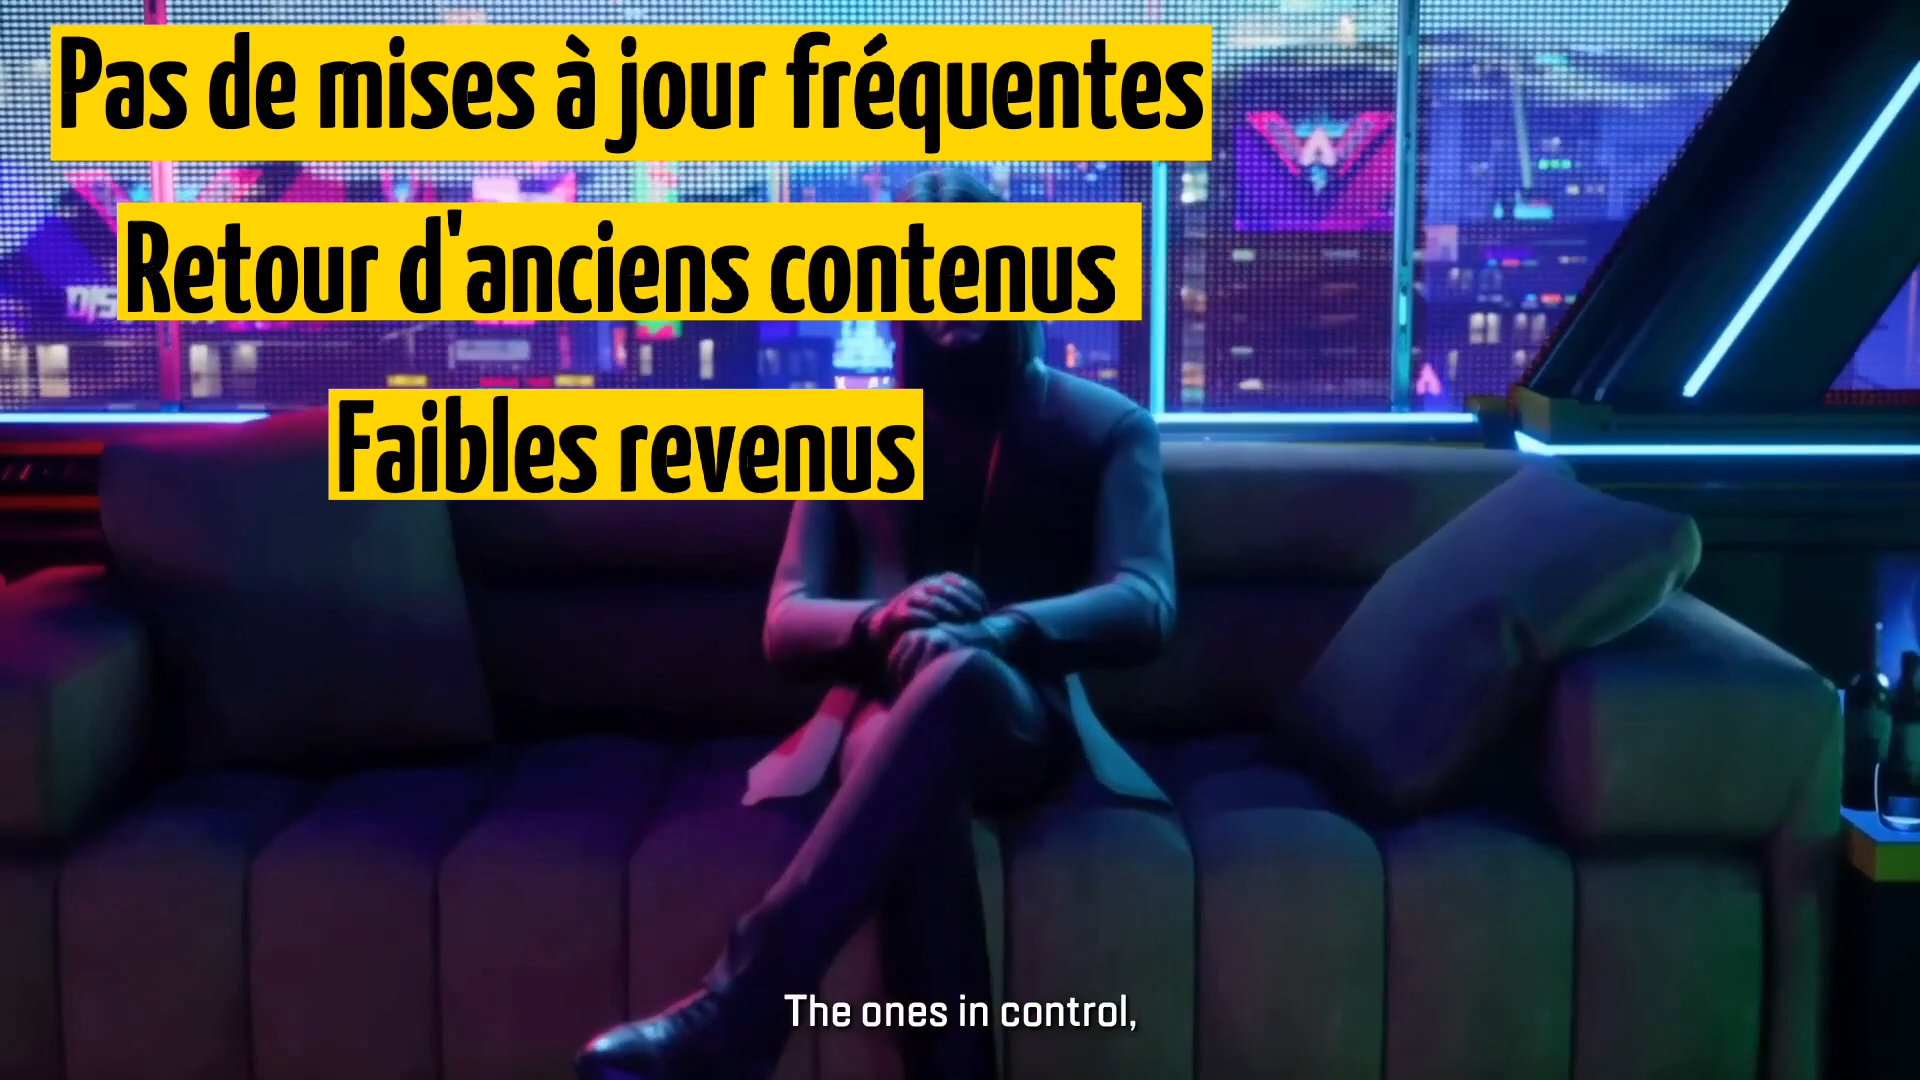 Pas de mises à jour fréquentes
Retour d'anciens contenus
Faibles revenus
The ones in control,